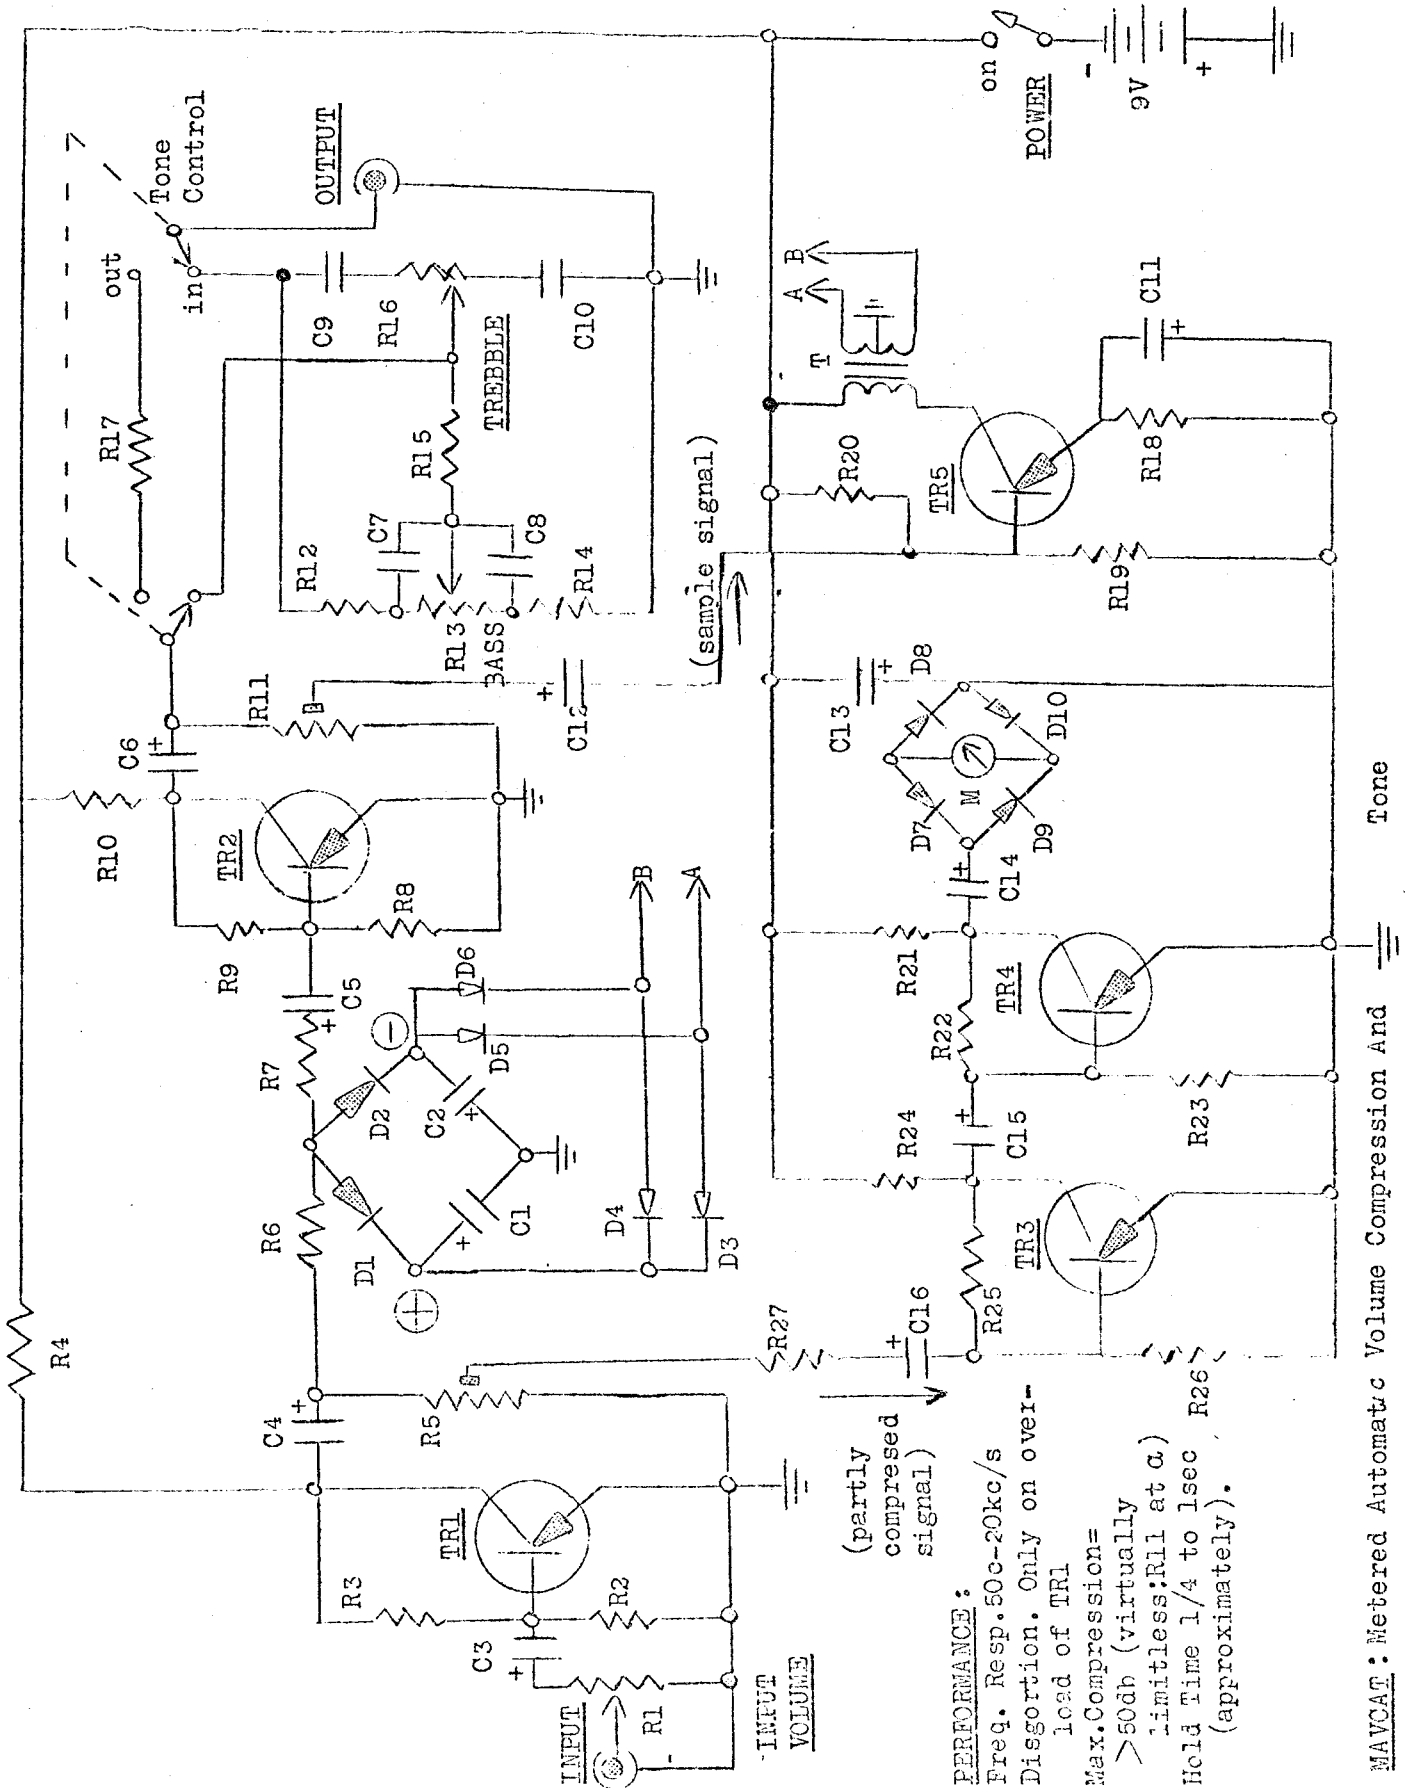 INPUT
INPUT
VOLUME
R1
+
-
C3
R3
R2
TR1
R4
C4
+
R5
R6
R7
D1
D2
+
-
+
C1
C2
+
D5
D6
D4
D3
B
A
C5
+
R9
R8
TR2
R10
C6
+
R11
+
C12
R17
out
in
Tone
Control
OUTPUT
R12
R13
BASS
R14
C7
C8
R15
TREBBLE
C9
R16
C10
(sample signal)
(partly
compresed
signal)
R27
+
C16
R25
R26
TR3
R24
+
C15
R22
R23
R21
TR4
+
C14
D7
D8
D9
D10
M
C13
+
R20
R19
TR5
R18
C11
+
T
A
B
on
POWER
-
9V
+
PERFORMANCE:
Freq. Resp.50c-20kc/s
Disgortion. Only on over-
load of TR1
Max.Compression=
>50db (virtually
limitless:R11 at a)
Hold Time 1/4 to 1sec
(approximately).
MAVCAT: Metered Automatic Volume Compression And Tone